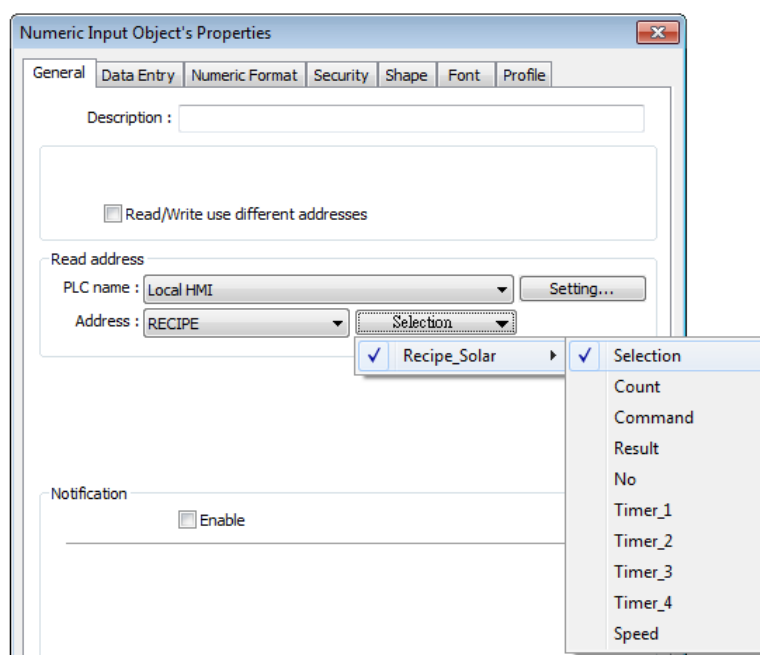 Numeric Input Object's Properties
General Data Entry Numeric Format Security Shape Font Profile
Description :
Read/Write use different addresses
Read address
PLC name : Local HMI Setting...
Address : RECIPE Selection
Recipe_Solar Selection
Count
Command
Result
No
Timer_1
Notification
Enable
Timer_2
Timer_3
Timer_4
Speed